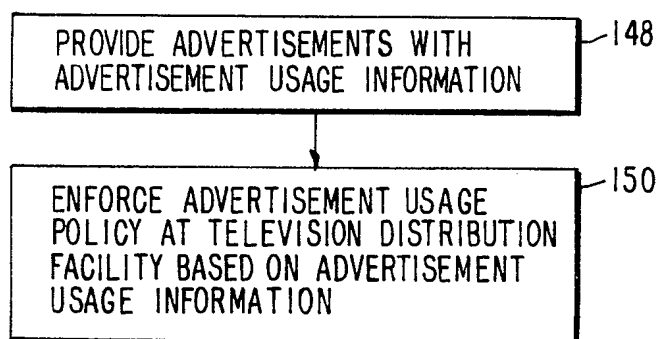 PROVIDE ADVERTISEMENTS WITH
ADVERTISEMENT USAGE INFORMATION
148
ENFORCE ADVERTISEMENT USAGE
POLICY AT TELEVISION DISTRIBUTION
FACILITY BASED ON ADVERTISEMENT
USAGE INFORMATION
150